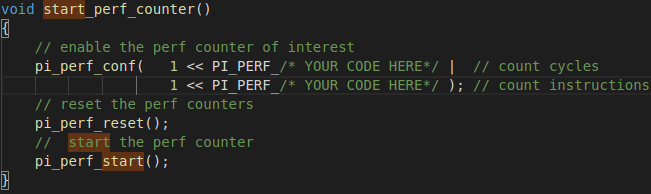 void start_perf_counter()
{
    // enable the perf counter of interest
    pi_perf_conf(   1 << PI_PERF_/* YOUR CODE HERE*/ |  // count cycles
                    1 << PI_PERF_/* YOUR CODE HERE*/ ); // count instructions
    // reset the perf counters
    pi_perf_reset();
    //  start the perf counter
    pi_perf_start();
}